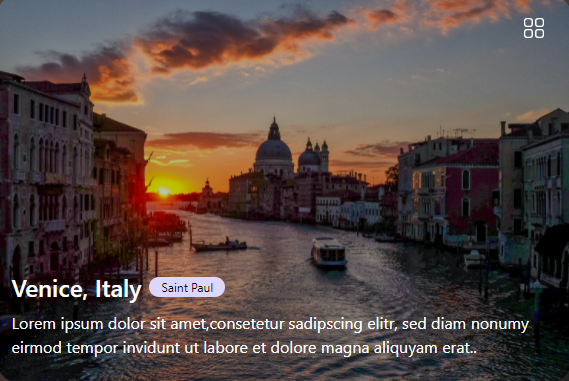 Venice, Italy Saint Paul
Lorem ipsum dolor sit amet,consetetur sadipscing elitr, sed diam nonumy
eirmod tempor invidunt ut labore et dolore magna aliquyam erat..